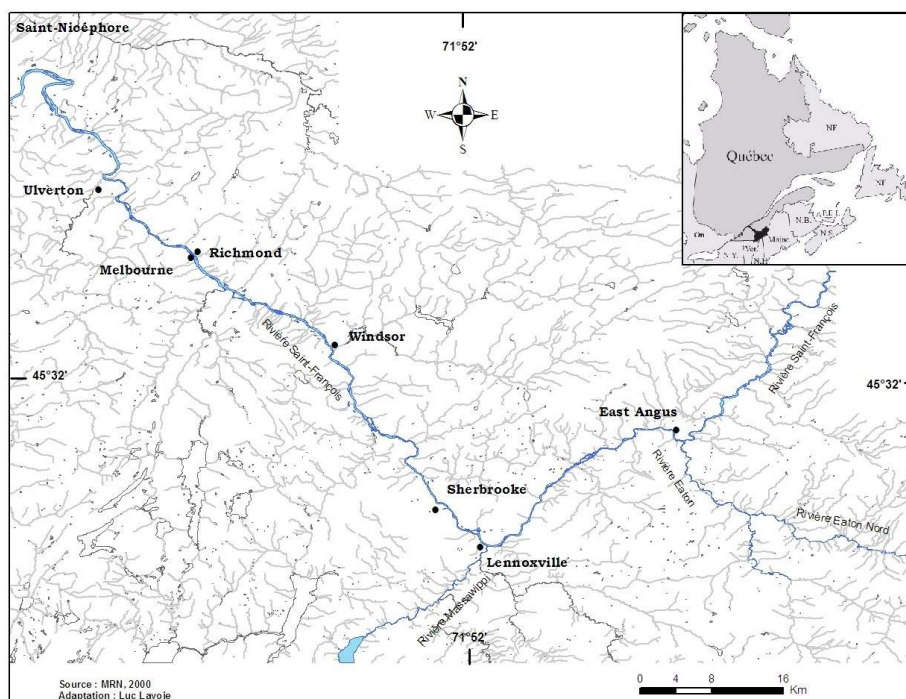 Saint-Nicéphore
71°52'
N
W E
S
Québec
NF
NF
On
N.B.
P.E.I.
N.S.
Maine
Ver.
N.Y.
N.H
Ulverton
Richmond
Melbourne
Rivière Saint-François
Windsor
45°32'
45°32'
Rivière Saint-François
East Angus
Rivière Eaton
Rivière Eaton Nord
Sherbrooke
Lennoxville
Rivière Massawippi
71°52'
Source : MRN, 2000
Adaptation : Luc Lavoie
0 4 8 16
Km